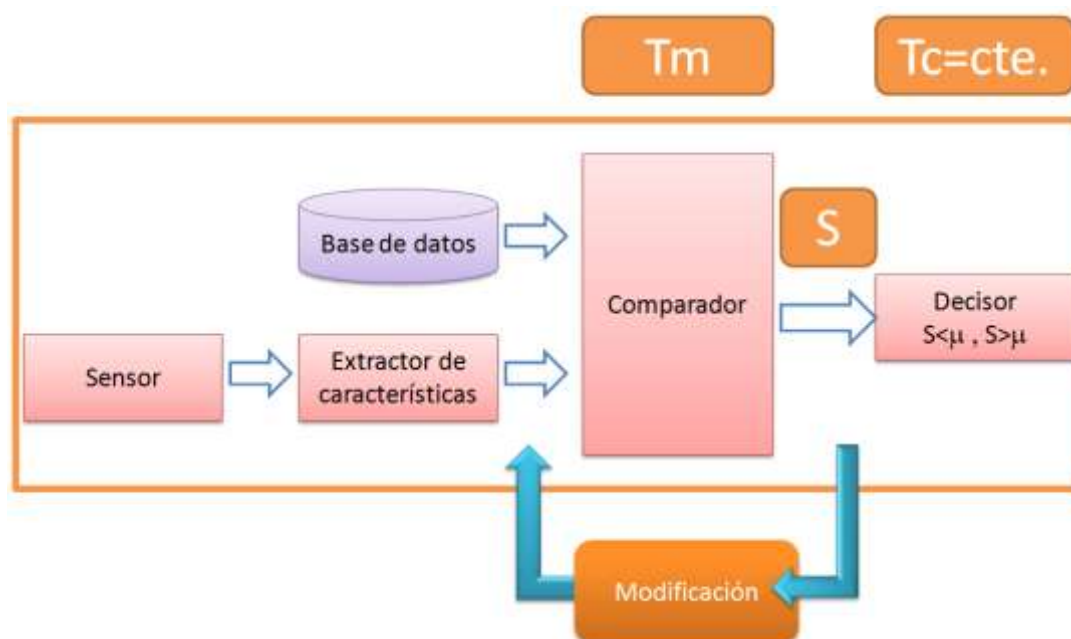 Tm
Tc=cte.
Base de datos
S
Comparador
Decisor
S<μ , S>μ
Sensor
Extractor de
características
Modificación